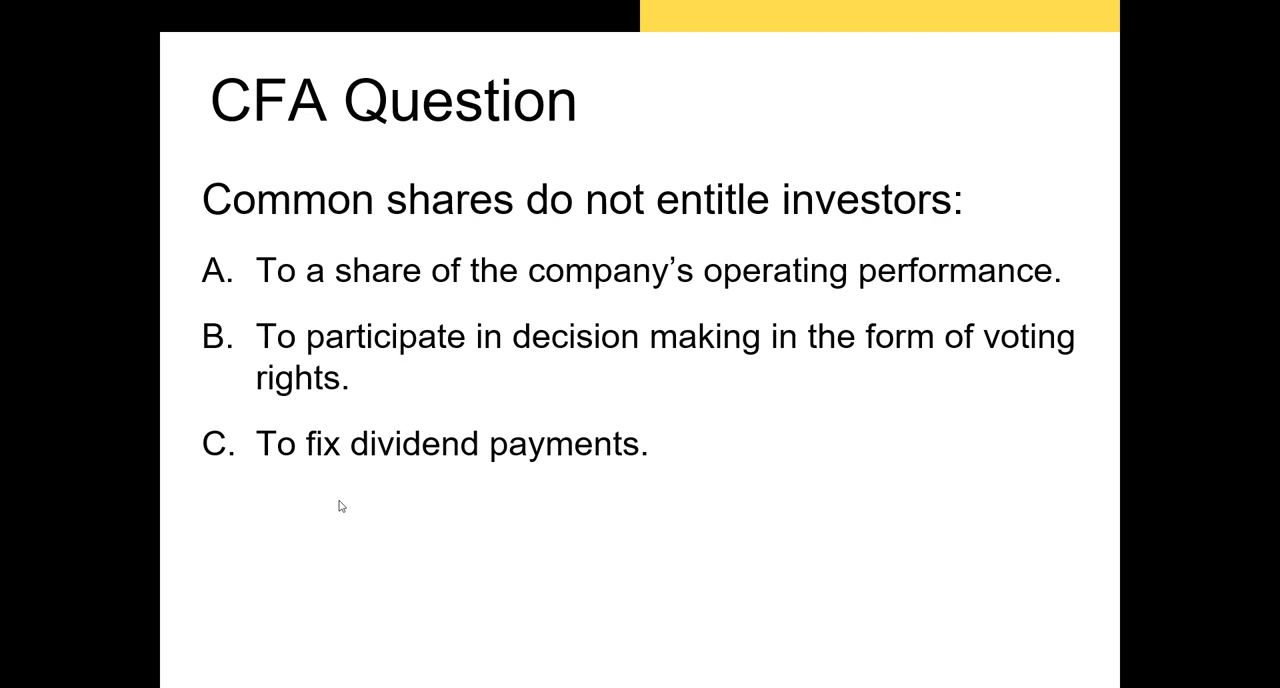 CFA Question
Common shares do not entitle investors:
A. To a share of the company’s operating performance.
B. To participate in decision making in the form of voting
rights.
C. To fix dividend payments.